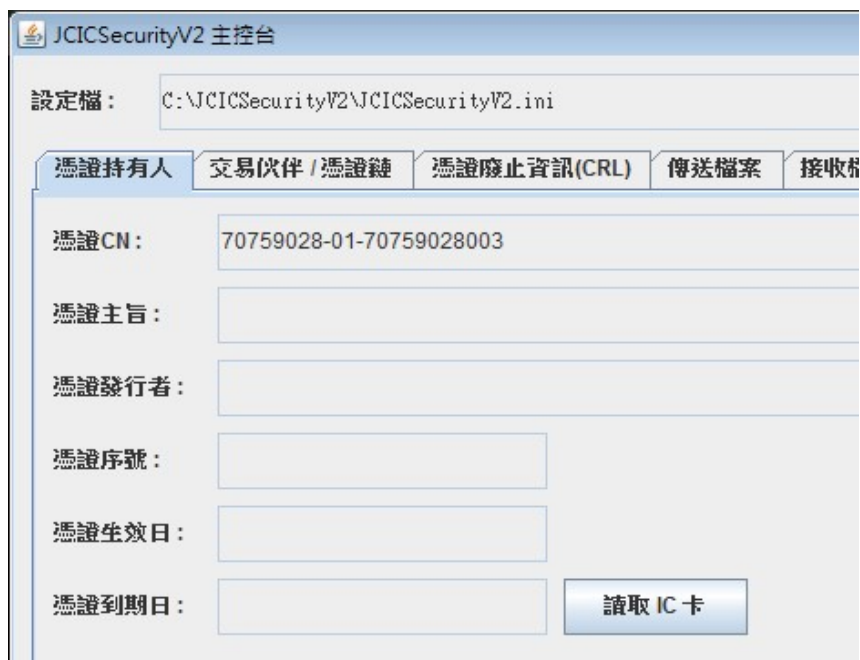 JCICSecurityV2 主控台
設定檔： C:\JCICSecurityV2\JCICSecurityV2.ini
憑證持有人 交易伙伴 / 憑證鏈 憑證廢止資訊(CRL) 傳送檔案 接收檔
憑證CN： 70759028-01-70759028003
憑證主旨：
憑證發行者：
憑證序號：
憑證生效日：
憑證到期日： 讀取 IC 卡